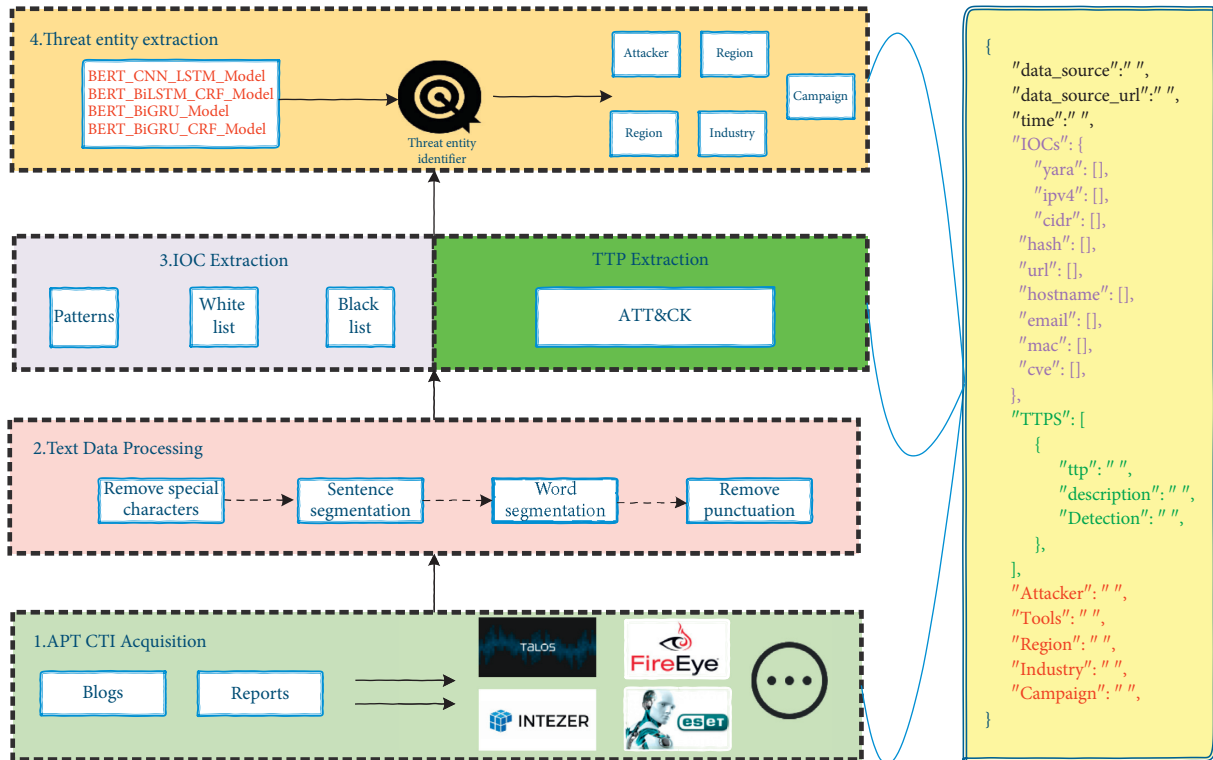 4.Threat entity extraction
BERT_CNN_LSTM_Model
BERT_BiLSTM_CRF_Model
BERT_BiGRU_Model
BERT_BiGRU_CRF_Model
Threat entity
identifier
Attacker
Region
Campaign
Region
Industry
3.IOC Extraction
Patterns
White
list
Black
list
TTP Extraction
ATT&CK
2.Text Data Processing
Remove special
characters
Sentence
segmentation
Word
segmentation
Remove
punctuation
1.APT CTI Acquisition
Blogs
Reports
TALOS
FireEye
INTEZER
eseT
{
"data_source":" ",
"data_source_url":" ",
"time":" ",
"IOCs": {
"yara": [],
"ipv4": [],
"cidr": [],
"hash": [],
"url": [],
"hostname": [],
"email": [],
"mac": [],
"cve": [],
},
"TTPS": [
{
"ttp": " ",
"description": " ",
"Detection": " ",
},
],
"Attacker": " ",
"Tools": " ",
"Region": " ",
"Industry": " ",
"Campaign": " ",
}